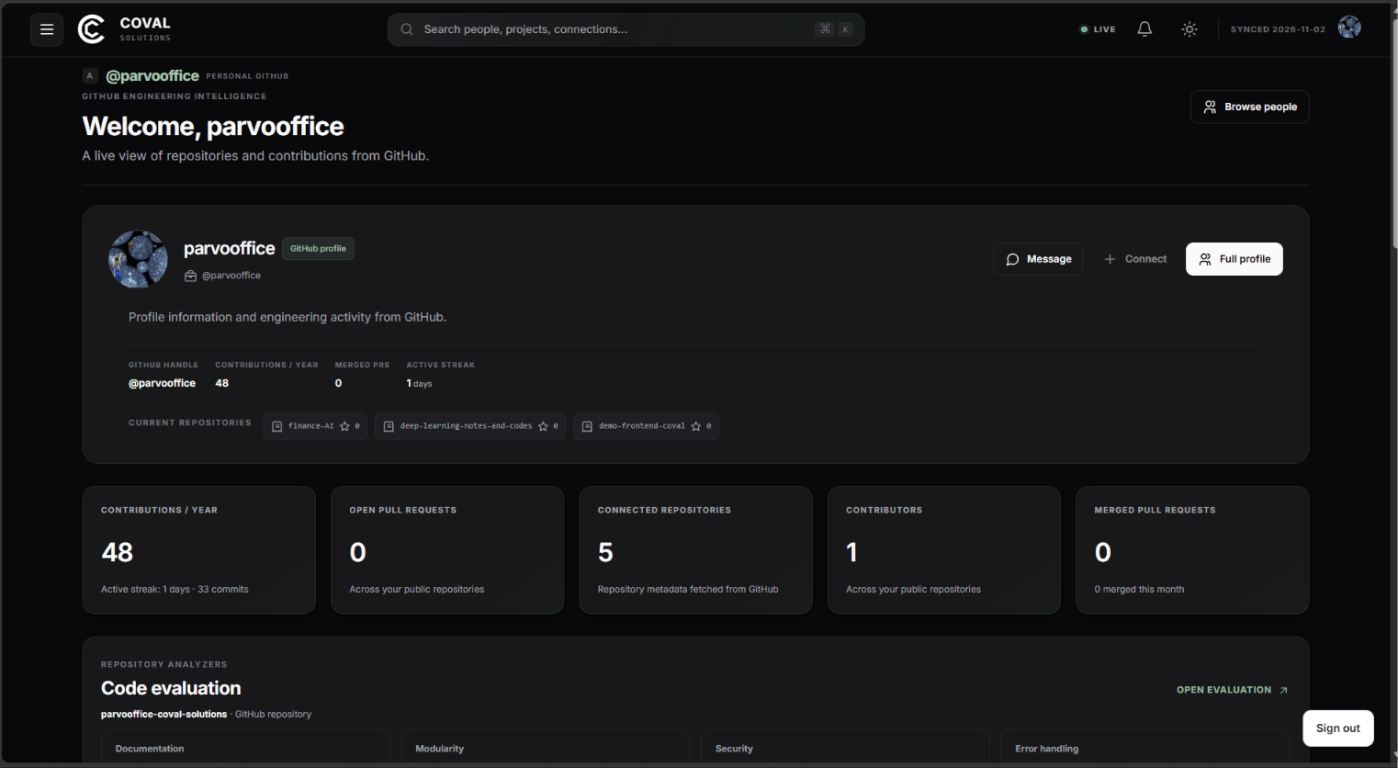 COVAL
SOLUTIONS
Search people, projects, connections...
⌘ K
LIVE
SYNCED 2026-11-02
A @parvooffice PERSONAL GITHUB
GITHUB ENGINEERING INTELLIGENCE
Welcome, parvooffice
A live view of repositories and contributions from GitHub.
Browse people
parvooffice GitHub profile
@parvooffice
Message
Connect
Full profile
Profile information and engineering activity from GitHub.
GITHUB HANDLE CONTRIBUTIONS / YEAR MERGED PRS ACTIVE STREAK
@parvooffice 48 0 1 days
CURRENT REPOSITORIES finance-AI 0 deep-learning-notes-and-codes 0 demo-frontend-coval 0
CONTRIBUTIONS / YEAR
48
Active streak: 1 days · 33 commits
OPEN PULL REQUESTS
0
Across your public repositories
CONNECTED REPOSITORIES
5
Repository metadata fetched from GitHub
CONTRIBUTORS
1
Across your public repositories
MERGED PULL REQUESTS
0
0 merged this month
REPOSITORY ANALYZERS
Code evaluation
OPEN EVALUATION
parvooffice-coval-solutions · GitHub repository
Sign out
Documentation
Modularity
Security
Error handling